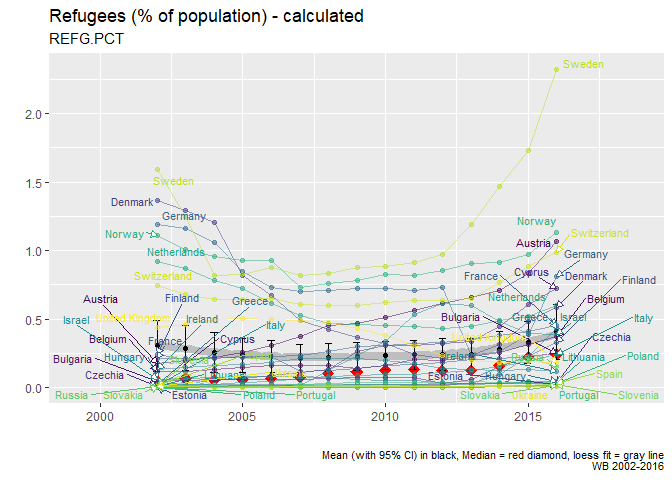 Refugees (% of population) - calculated
REFG.PCT
Sweden
2.0
Sweden
1.5
Denmark
Germany
Norway
Norway
Switzerland
Austria
Netherlands
Germany
1.0
Switzerland
France
Cyprus
Denmark
Finland
Austria
Finland
Greece
Netherlands
Belgium
0.5
Israel
United Kingdom
Ireland
Italy
Bulgaria
Greece
Israel
Italy
Belgium
France
Cyprus
Czechia
Bulgaria
Hungary
Ireland
Russia
Lithuania
Poland
Czechia
Estonia
Hungary
Spain
0.0
Russia
Slovakia
Estonia
Poland
Portugal
Slovakia
Ukraine
Portugal
Slovenia
2000
2005
2010
2015
Mean (with 95% CI) in black, Median = red diamond, loess fit = gray line
WB 2002-2016